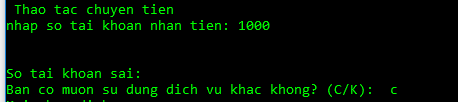 Thao tac chuyen tien
nhap so tai khoan nhan tien: 1000
So tai khoan sai:
Ban co muon su dung dich vu khac khong? (C/K):  c